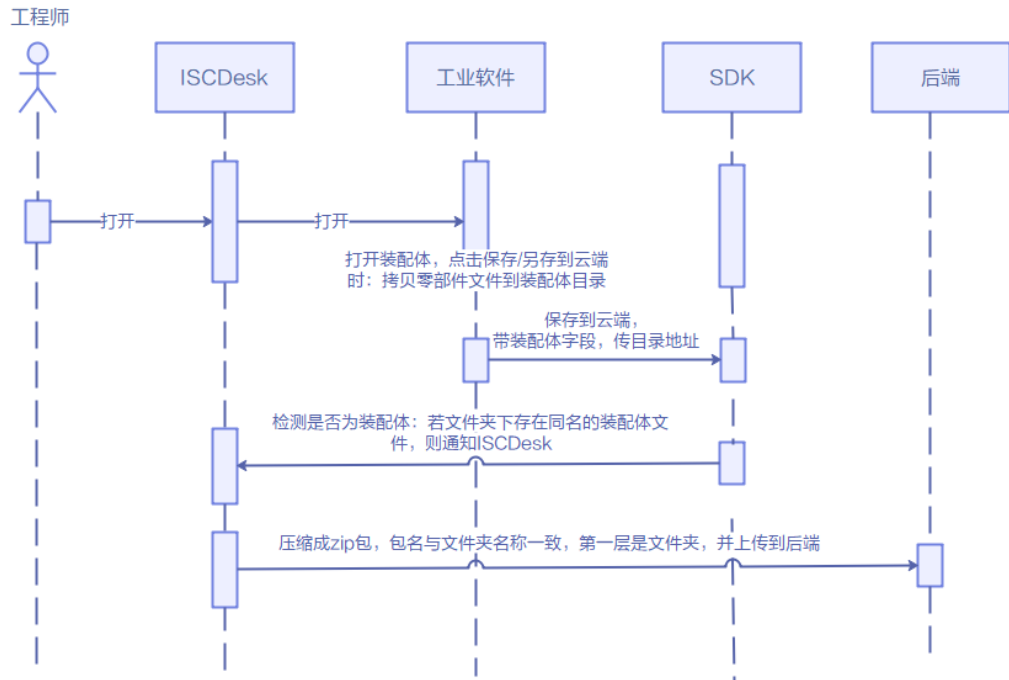 工程师
ISCDesk
工业软件
SDK
后端
打开
打开
打开装配体，点击保存/另存到云端
时：拷贝零部件文件到装配体目录
保存到云端，
带装配体字段，传目录地址
检测是否为装配体：若文件夹下存在同名的装配体文
件，则通知ISCDesk
压缩成zip包，包名与文件夹名称一致，第一层是文件夹，并上传到后端